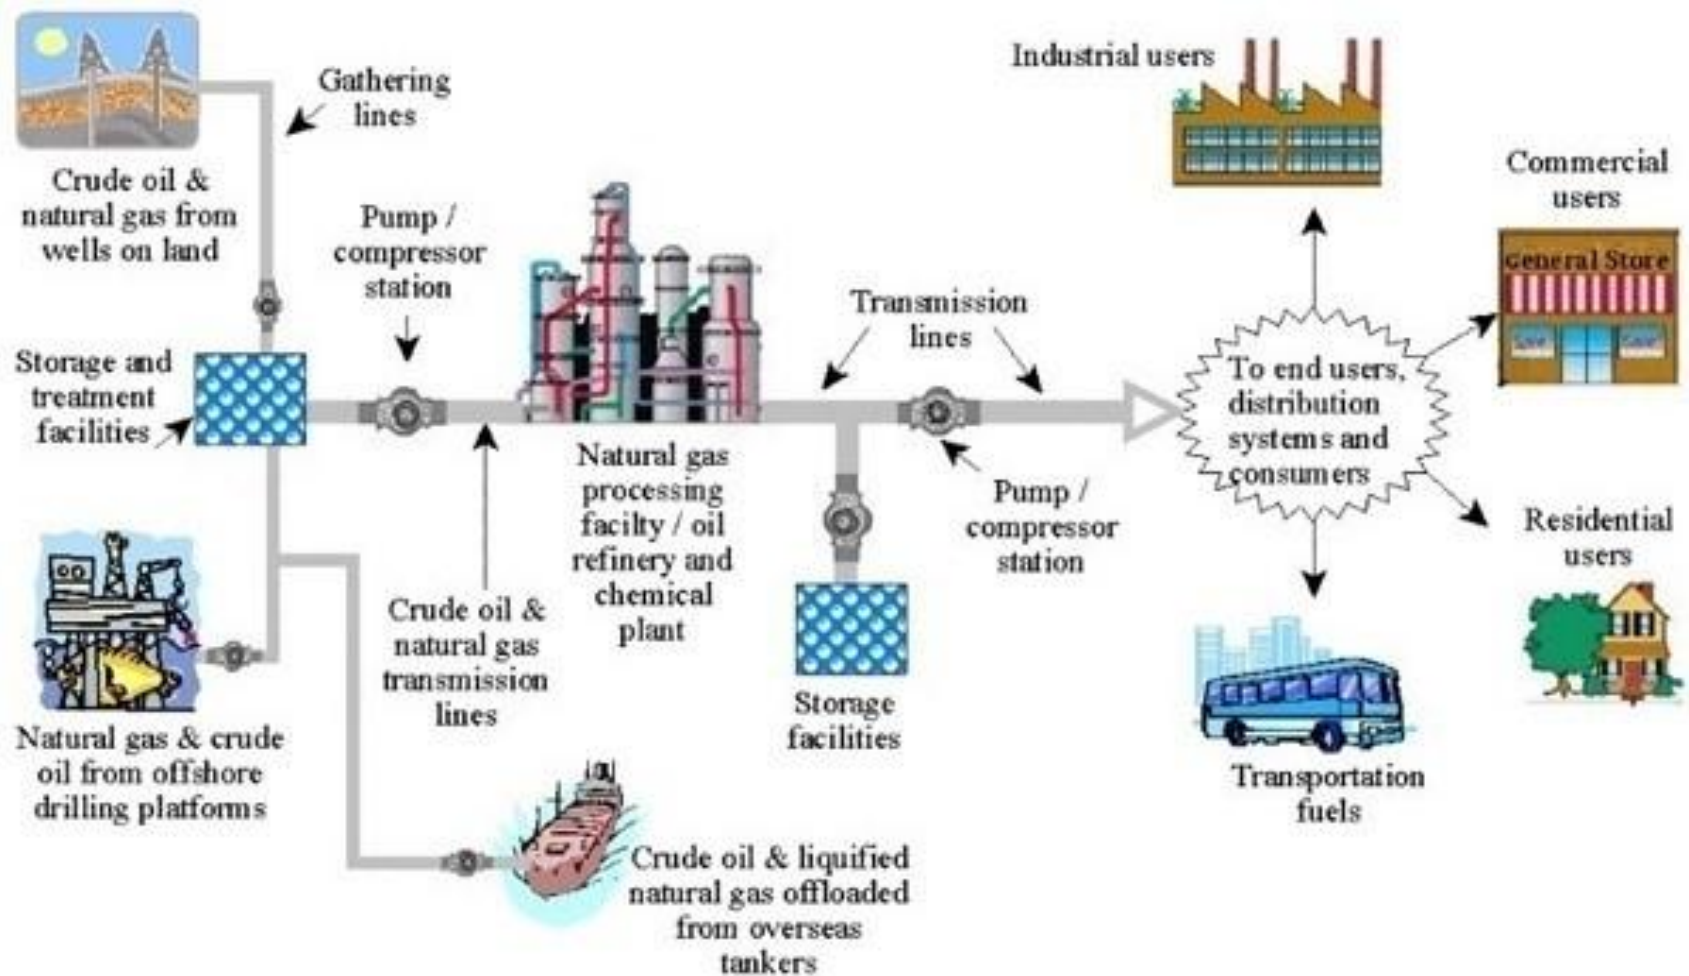 Gathering
lines
Crude oil &
natural gas from
wells on land
Pump /
compressor
station
Storage and
treatment
facilities
Natural gas & crude
oil from offshore
drilling platforms
Crude oil &
natural gas
transmission
lines
Natural gas
processing
facilty / oil
refinery and
chemical
plant
Crude oil & liquified
natural gas offloaded
from overseas
tankers
Transmission
lines
Pump /
compressor
station
Storage
facilities
To end users,
distribution
systems and
consumers
Industrial users
Commercial
users
General Store
Sale Sale
Residential
users
Transportation
fuels